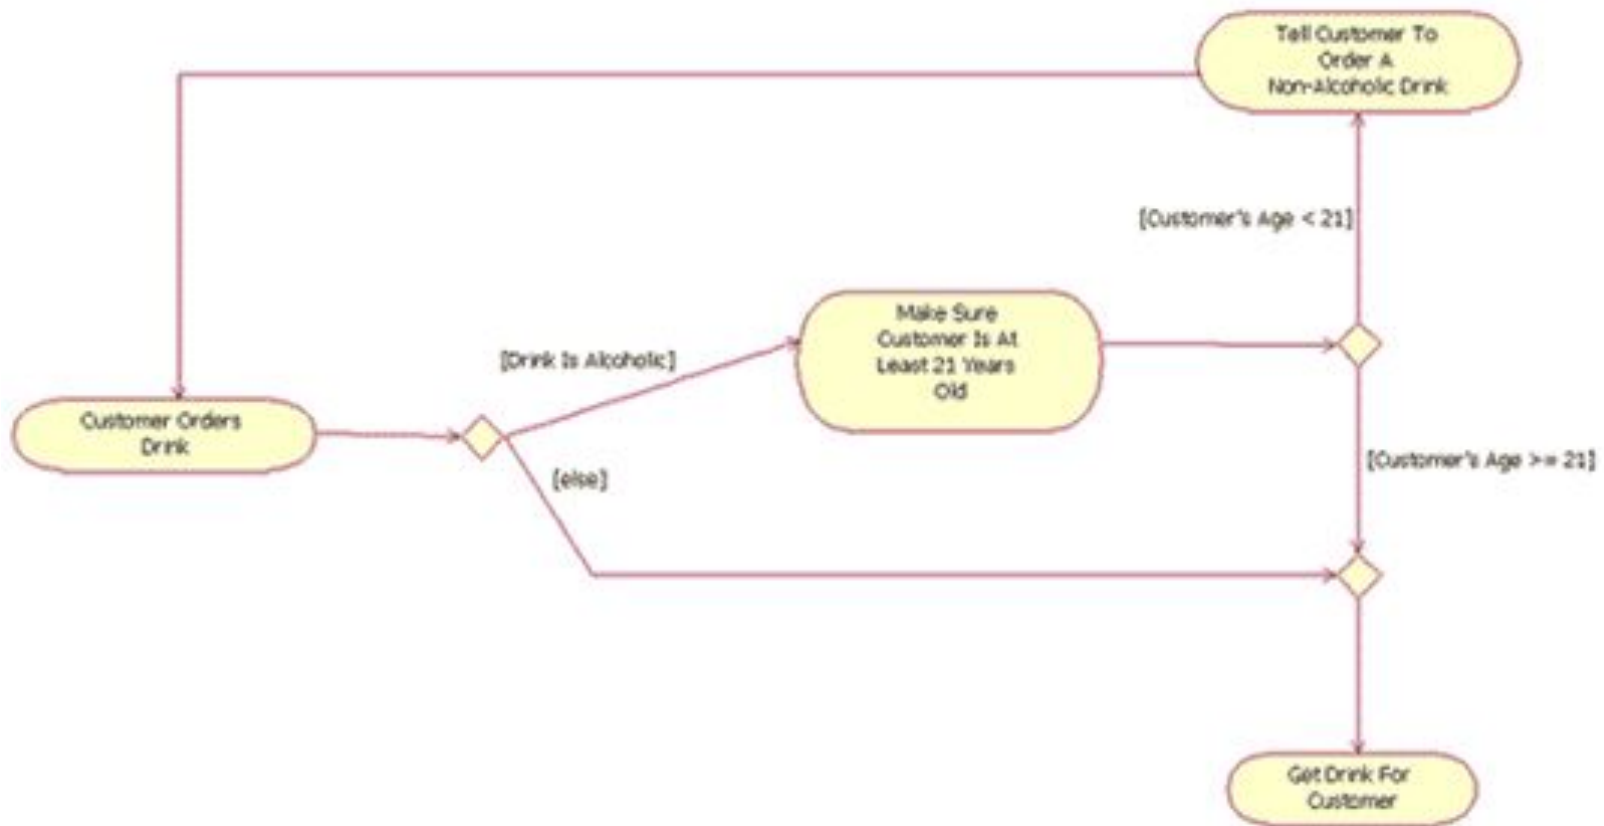 Tell Customer To
Order A
Non-Alcoholic Drink
[Customer's Age < 21]
Make Sure
Customer Is At
Least 21 Years
Old
[Drink Is Alcoholic]
Customer Orders
Drink
[else]
[Customer's Age >= 21]
Get Drink For
Customer